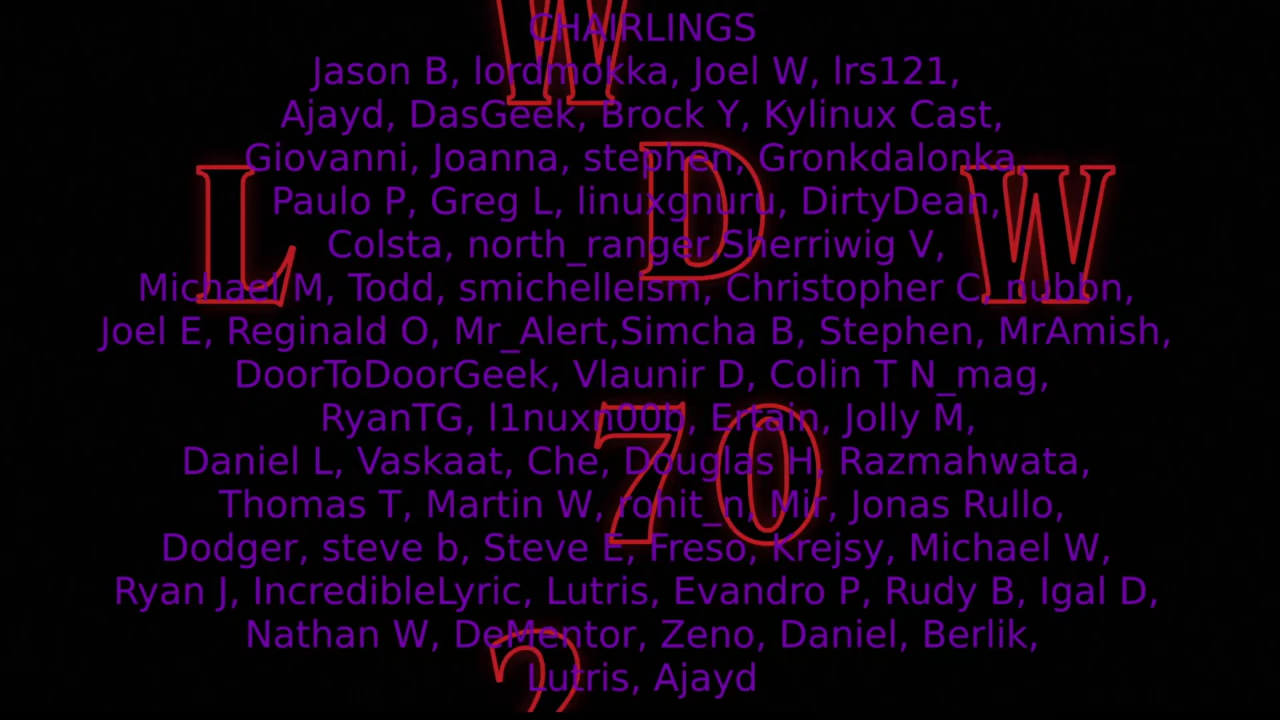 W
CHAIRLINGS
Jason B, lordmokka, Joel W, lrs121,
Ajayd, DasGeek, Brock Y, Kylinux Cast,
Giovanni, Joanna, stephen, Gronkdalonka,
L D W
Paulo P, Greg L, linuxgnuru, DirtyDean,
Colsta, north_ranger Sherriwig V,
Michael M, Todd, smichelleism, Christopher C, nubbn,
Joel E, Reginald O, Mr_Alert,Simcha B, Stephen, MrAmish,
DoorToDoorGeek, Vlaunir D, Colin T N_mag,
RyanTG, l1nuxn00b, Ertain, Jolly M,
70
Daniel L, Vaskaat, Che, Douglas H, Razmahwata,
Thomas T, Martin W, rohit_n, Mir, Jonas Rullo,
Dodger, steve b, Steve E, Freso, Krejsy, Michael W,
Ryan J, IncredibleLyric, Lutris, Evandro P, Rudy B, Igal D,
Nathan W, DeMentor, Zeno, Daniel, Berlik,
Lutris, Ajayd